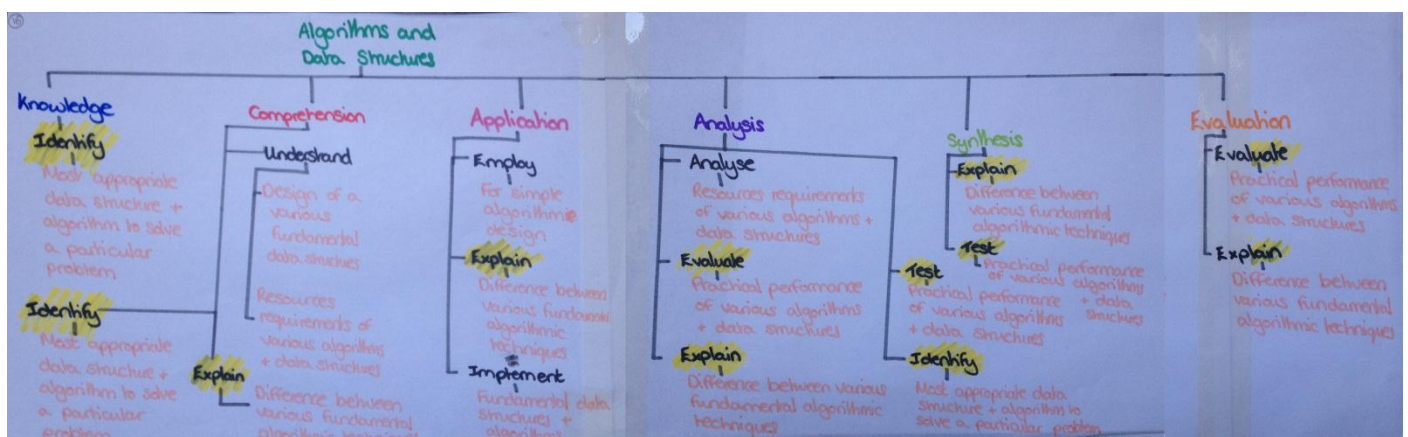 16
Algorithms and
Data Structures
Knowledge
Identify
Most appropriate
data structure +
algorithm to solve
a particular
problem
Identify
Most appropriate
data structure +
algorithm to solve
a particular
problem
Comprehension
Understand
Design of a
various
fundamental
data structures
Resources
requirements of
various algorithms
+ data structures
Explain
Difference between
various fundamental
algorithmic techniques
Application
Employ
For simple
algorithmic
design
Explain
Difference between
various fundamental
algorithmic
techniques
Implement
Fundamental data
structures +
algorithms
Analysis
Analyse
Resources requirements
of various algorithms +
data structures
Evaluate
Practical performance
of various algorithms
+ data structures
Explain
Difference between various
fundamental algorithmic
techniques
Test
Practical performance
of various algorithms
+ data structures
Identify
Most appropriate data
structure + algorithm to
solve a particular problem
Synthesis
Explain
Difference between
various fundamental
algorithmic techniques
Test
Practical performance
of various algorithms
+ data
structures
Evaluation
Evaluate
Practical performance
of various algorithms
+ data structures
Explain
Difference between
various fundamental
algorithmic techniques